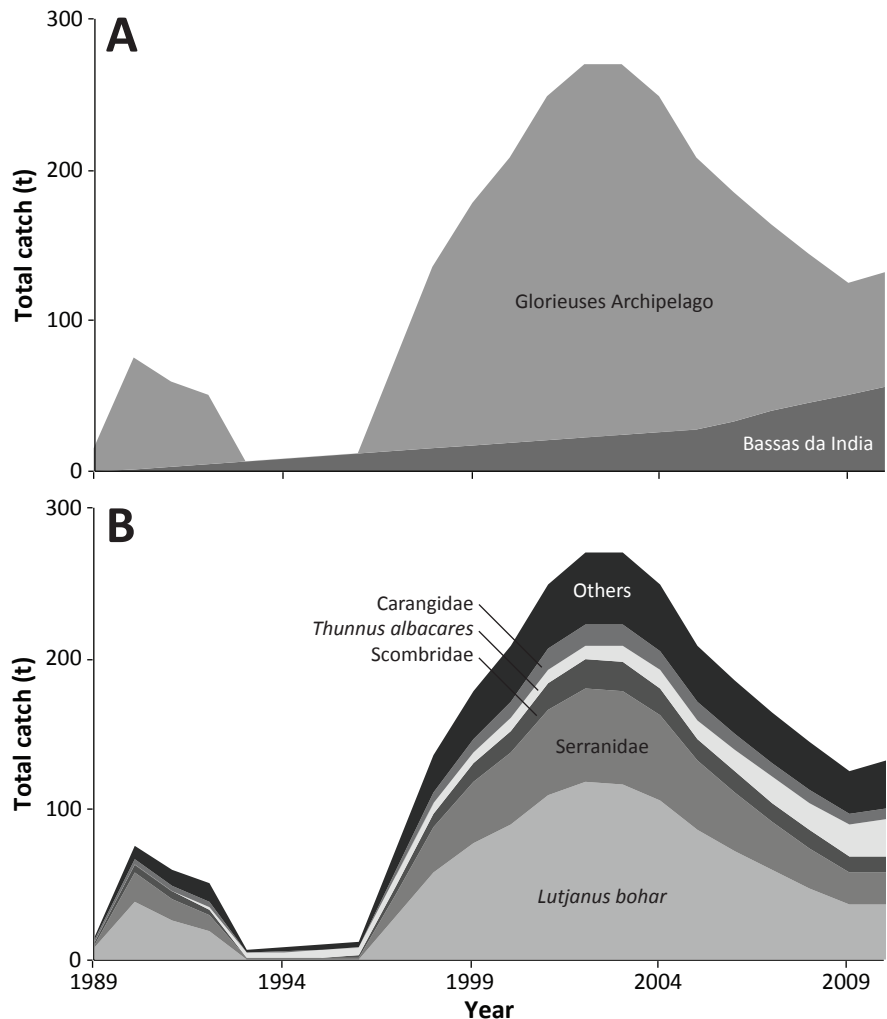 A
300
200
100
0
Total catch (t)
Glorieuses Archipelago
Bassas da India
B
300
200
100
0
Total catch (t)
Others
Carangidae
Thunnus albacares
Scombridae
Serranidae
Lutjanus bohar
1989 1994 1999 2004 2009
Year